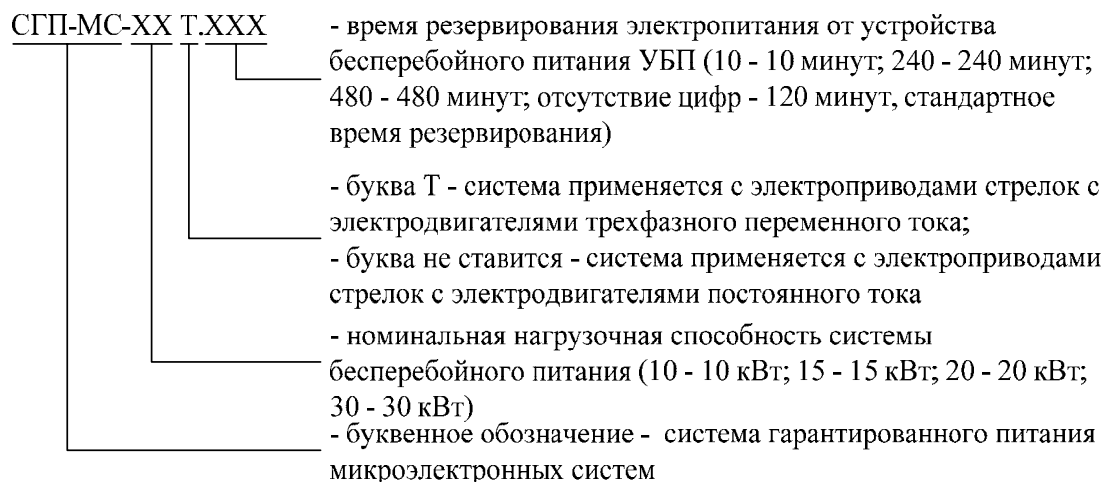 СГП-МС-ХХ Т.ХХХ
- время резервирования электропитания от устройства
бесперебойного питания УБП (10 - 10 минут; 240 - 240 минут;
480 - 480 минут; отсутствие цифр - 120 минут, стандартное
время резервирования)
- буква Т - система применяется с электроприводами стрелок с
электродвигателями трехфазного переменного тока;
- буква не ставится - система применяется с электроприводами
стрелок с электродвигателями постоянного тока
- номинальная нагрузочная способность системы
бесперебойного питания (10 - 10 кВт; 15 - 15 кВт; 20 - 20 кВт;
30 - 30 кВт)
- буквенное обозначение - система гарантированного питания
микроэлектронных систем